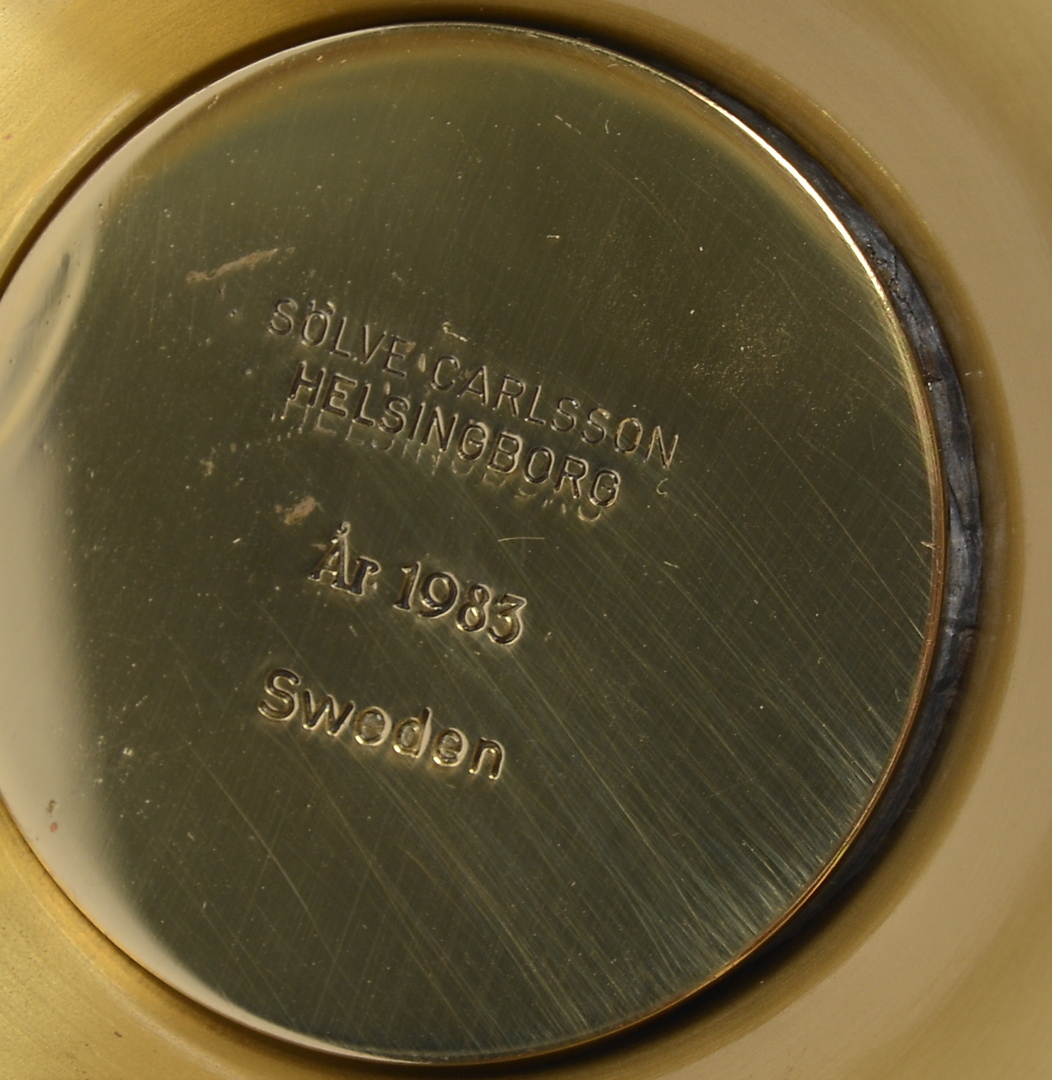 SÖLVE CARLSSON
HELSINGBORG
År 1983
Sweden